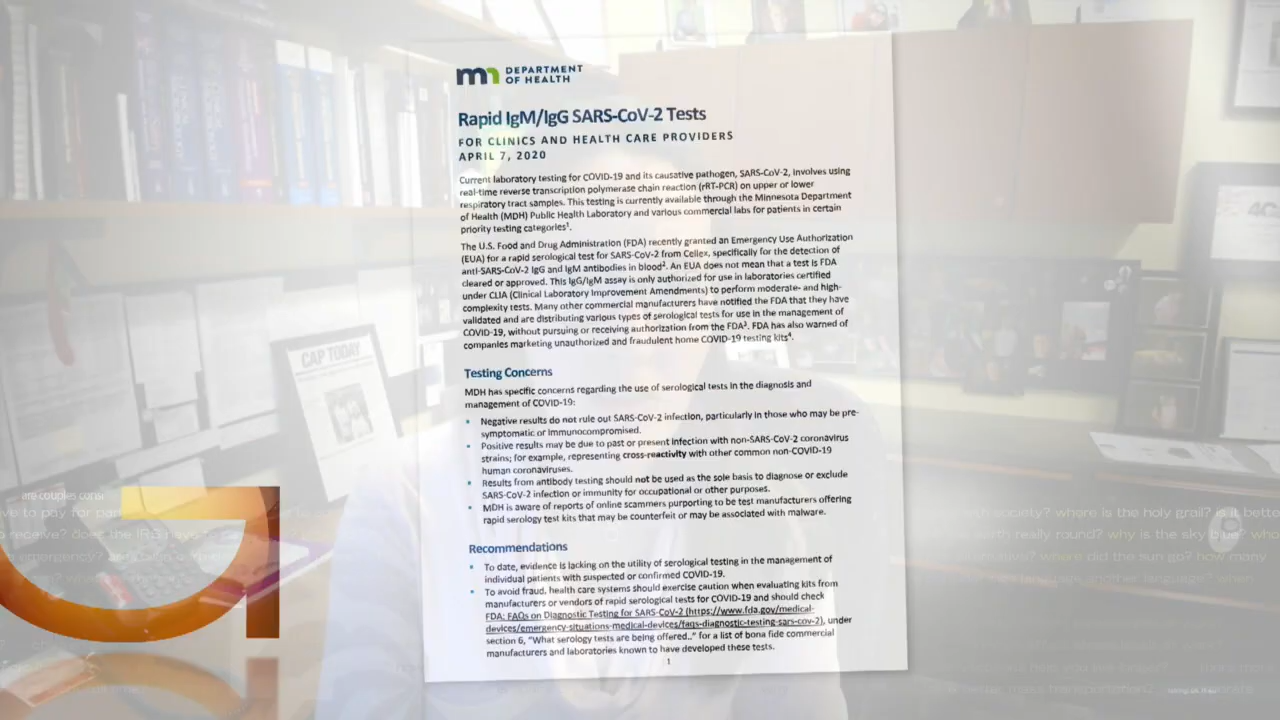 DEPARTMENT
OF HEALTH
Rapid IgM/IgG SARS-CoV-2 Tests
FOR CLINICS AND HEALTH CARE PROVIDERS
APRIL 7, 2020
Current laboratory testing for COVID-19 and its causative pathogen, SARS-CoV-2, involves using
real-time reverse transcription polymerase chain reaction (rRT-PCR) on upper or lower
respiratory tract samples. This testing is currently available through the Minnesota Department
of Health (MDH) Public Health Laboratory and various commercial labs for patients in certain
priority testing categories¹.
The U.S. Food and Drug Administration (FDA) recently granted an Emergency Use Authorization
(EUA) for a rapid serological test for SARS-CoV-2 from Cellex, specifically for the detection of
anti-SARS-CoV-2 IgG and IgM antibodies in blood². An EUA does not mean that a test is FDA
cleared or approved. This IgG/IgM assay is only authorized for use in laboratories certified
under CLIA (Clinical Laboratory Improvement Amendments) to perform moderate- and high-
complexity tests. Many other commercial manufacturers have notified the FDA that they have
validated and are distributing various types of serological tests for use in the management of
COVID-19, without pursuing or receiving authorization from the FDA³. FDA has also warned of
companies marketing unauthorized and fraudulent home COVID-19 testing kits⁴.
Testing Concerns
MDH has specific concerns regarding the use of serological tests in the diagnosis and
management of COVID-19:
• Negative results do not rule out SARS-CoV-2 infection, particularly in those who may be pre-
symptomatic or immunocompromised.
• Positive results may be due to past or present infection with non-SARS-CoV-2 coronavirus
strains; for example, representing cross-reactivity with other common non-COVID-19
human coronaviruses.
• Results from antibody testing should not be used as the sole basis to diagnose or exclude
SARS-CoV-2 infection or immunity for occupational or other purposes.
• MDH is aware of reports of online scammers purporting to be test manufacturers offering
rapid serology test kits that may be counterfeit or may be associated with malware.
Recommendations
• To date, evidence is lacking on the utility of serological testing in the management of
individual patients with suspected or confirmed COVID-19.
• To avoid fraud, health care systems should exercise caution when evaluating kits from
manufacturers or vendors of rapid serological tests for COVID-19 and should check
FDA: FAQs on Diagnostic Testing for SARS-CoV-2 (https://www.fda.gov/medical-
devices/emergency-situations-medical-devices/faqs-diagnostic-testing-sars-cov-2), under
section 6, "What serology tests are being offered.." for a list of bona fide commercial
manufacturers and laboratories known to have developed these tests.
1
CAP TODAY
are couples
to pay for
does the IRS
society? where is the holy grail? is it
really round? why is the sky blue?
where did the sun go? how many
another language? when